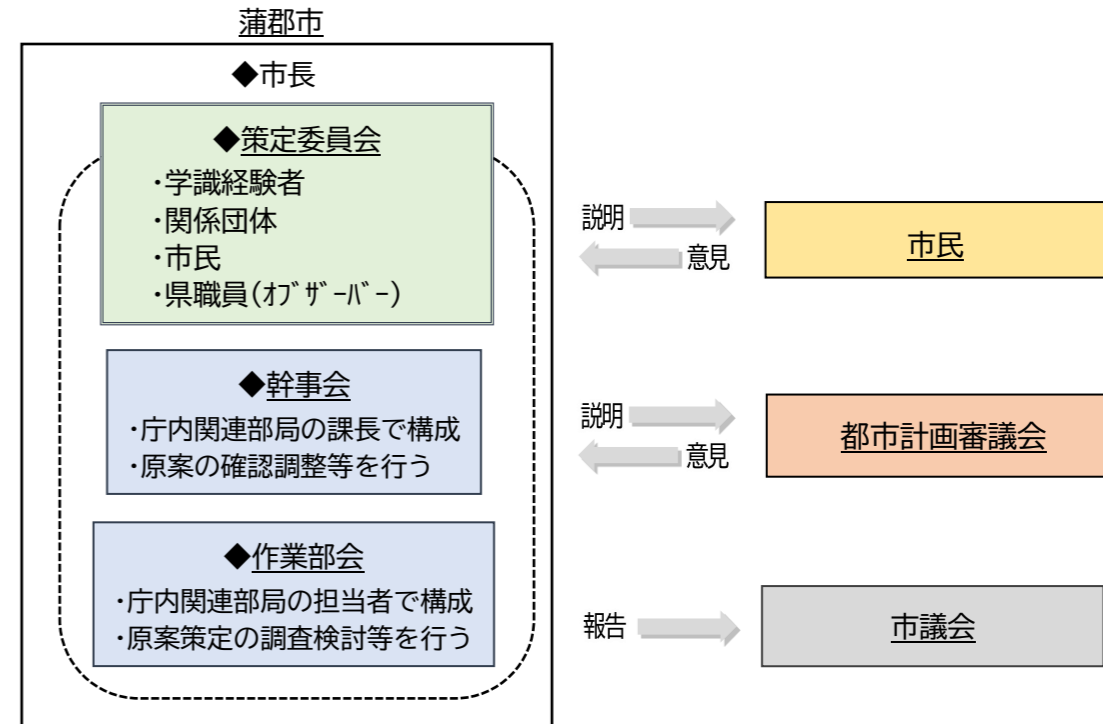 蒲郡市
◆市長
◆策定委員会
・学識経験者
・関係団体
・市民
・県職員(ｵﾌﾞｻﾞｰﾊﾞｰ)
◆幹事会
・庁内関連部局の課長で構成
・原案の確認調整等を行う
◆作業部会
・庁内関連部局の担当者で構成
・原案策定の調査検討等を行う
説明
意見
市民
説明
意見
都市計画審議会
報告
市議会